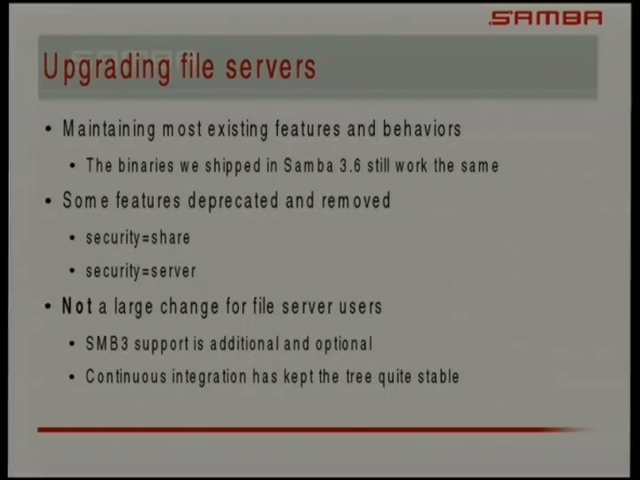 SAMBA
Upgrading file servers
• Maintaining most existing features and behaviors
• The binaries we shipped in Samba 3.6 still work the same
• Some features deprecated and removed
• security=share
• security=server
• Not a large change for file server users
• SMB3 support is additional and optional
• Continuous integration has kept the tree quite stable